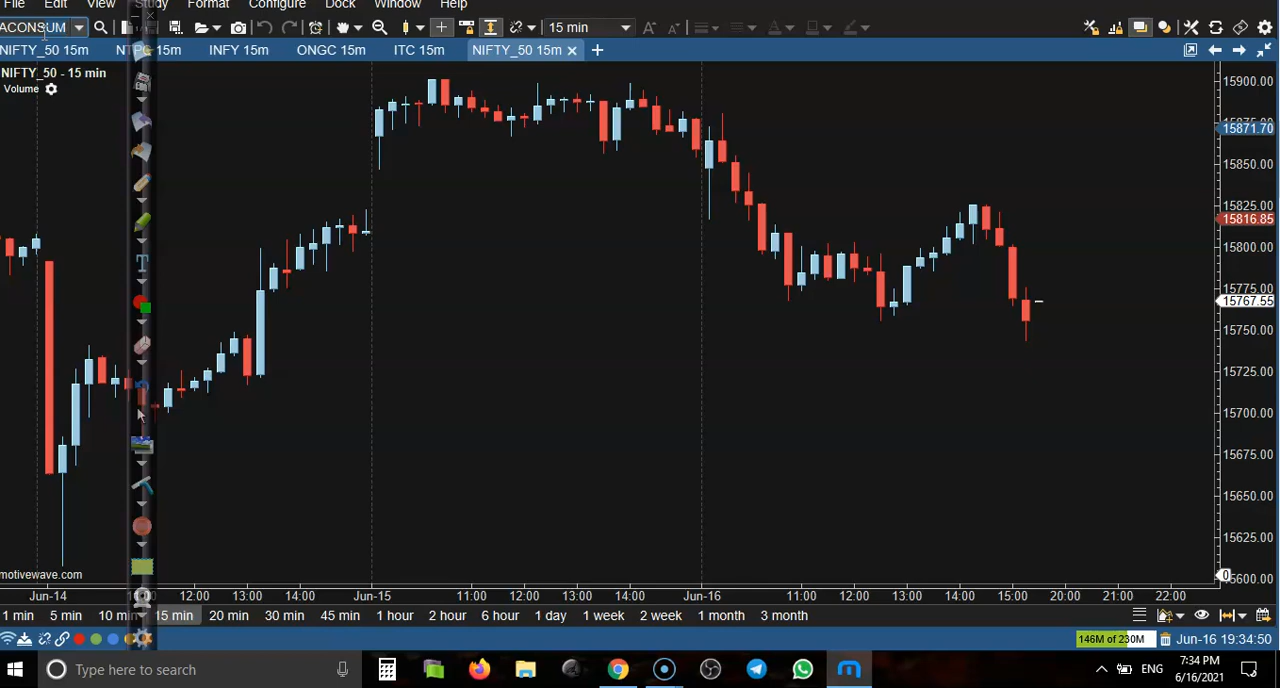 File Edit View Study Format Configure Dock Window Help
ACONSUM 15 min
NIFTY_50 15m NTPC 15m INFY 15m ONGC 15m ITC 15m NIFTY_50 15m
NIFTY_50 - 15 min
Volume
15900.00
15871.70
15850.00
15825.00
15816.85
15800.00
15775.00
15767.55
15750.00
15725.00
15700.00
15675.00
15650.00
15625.00
15600.00
0
motivewave.com
Jun-14 12:00 13:00 14:00 Jun-15 11:00 12:00 13:00 14:00 Jun-16 11:00 12:00 13:00 14:00 15:00 20:00 22:00
1 min 5 min 10 min 15 min 20 min 30 min 45 min 1 hour 2 hour 6 hour 1 day 1 week 2 week 1 month 3 month
146M of 230M Jun-16 19:34:50
Type here to search ENG 7:34 PM
6/16/2021